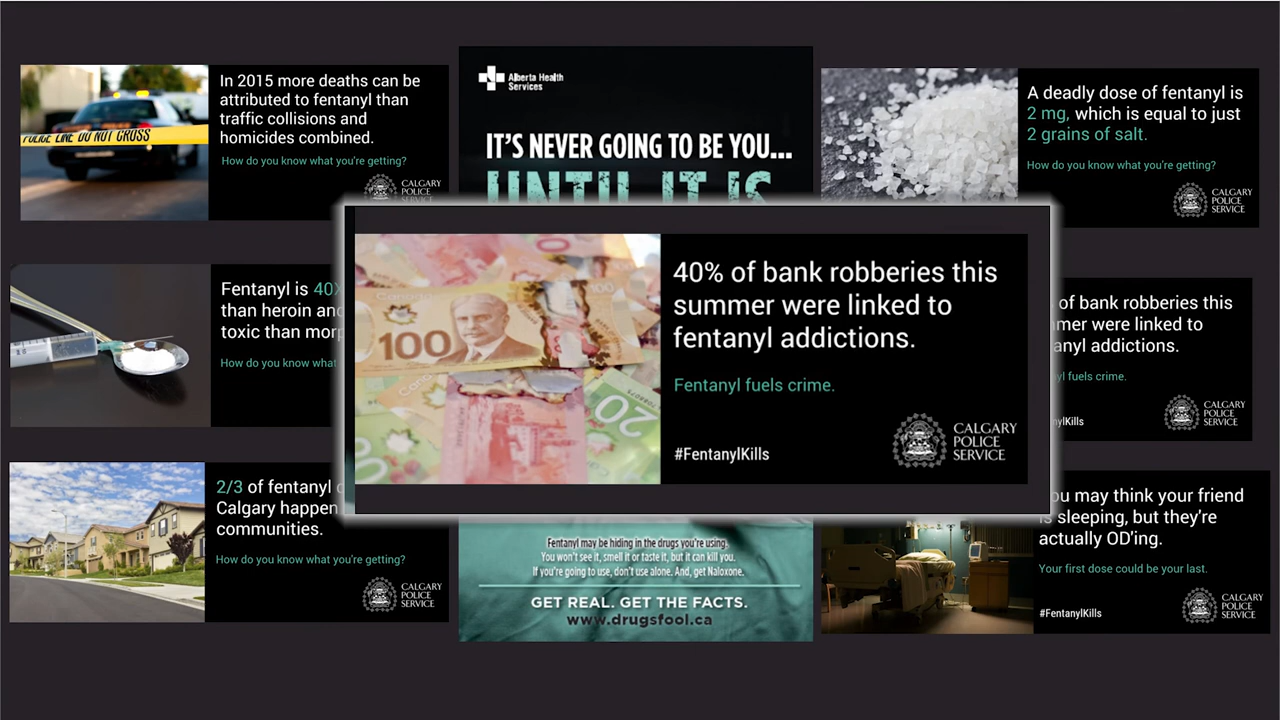 In 2015 more deaths can be
attributed to fentanyl than
traffic collisions and
homicides combined.
How do you know what you're getting?
CALGARY
POLICE
SERVICE
POLICE LINE DO NOT CROSS
Alberta Health
Services
IT'S NEVER GOING TO BE YOU...
UNTIL IT IS
A deadly dose of fentanyl is
2 mg, which is equal to just
2 grains of salt.
How do you know what you're getting?
CALGARY
POLICE
SERVICE
Fentanyl is 40X
than heroin and
toxic than
How do you know what
40% of bank robberies this
summer were linked to
fentanyl addictions.
Fentanyl fuels crime.
#FentanylKills
CALGARY
POLICE
SERVICE
Canada
100
100
20
of bank robberies this
were linked to
addictions.
fuels crime.
CALGARY
POLICE
SERVICE
2/3 of fentanyl
Calgary happen
communities.
How do you know what you're getting?
CALGARY
POLICE
SERVICE
Fentanyl may be hiding in the drugs you're using.
You won't see it, smell it or taste it, but it can kill you.
If you're going to use, don't use alone. And, get Naloxone.
GET REAL. GET THE FACTS.
www.drugsfool.ca
You may think your friend
is sleeping, but they're
actually OD'ing.
Your first dose could be your last.
#FentanylKills
CALGARY
POLICE
SERVICE